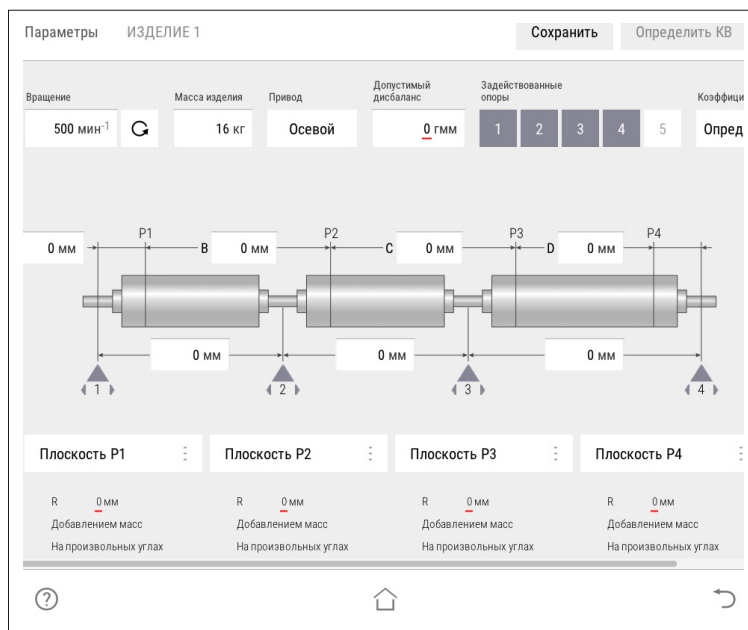 Параметры ИЗДЕЛИЕ 1 Сохранить Определить КВ
Вращение Масса изделия Привод Допустимый дисбаланс Задействованные опоры Коэффици
500 мин-1 16 кг Осевой 0 гмм 1 2 3 4 5 Опред
P1 P2 P3 P4
0 мм B 0 мм C 0 мм D 0 мм
0 мм 0 мм 0 мм
1 2 3 4
Плоскость P1 Плоскость P2 Плоскость P3 Плоскость P4
R 0 мм R 0 мм R 0 мм R 0 мм
Добавлением масс Добавлением масс Добавлением масс Добавлением масс
На произвольных углах На произвольных углах На произвольных углах На произвольных углах
?